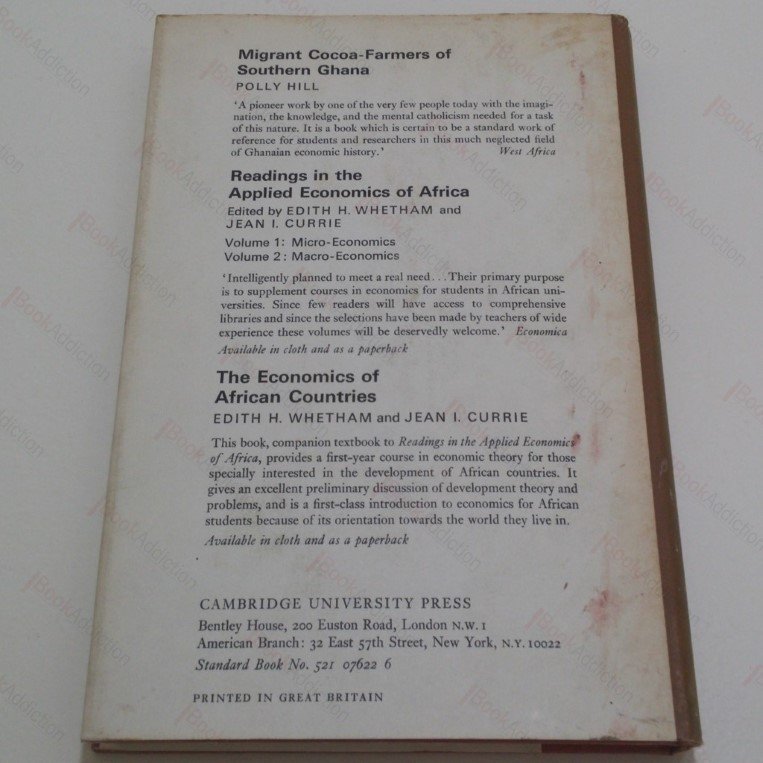 Migrant Cocoa-Farmers of
Southern Ghana
POLLY HILL
'A pioneer work by one of the very few people today with the imagi-
nation, the knowledge, and the mental catholicism needed for a task
of this nature. It is a book which is certain to be a standard work of
reference for students and researchers in this much neglected field
of Ghanaian economic history.' West Africa
Readings in the
Applied Economics of Africa
Edited by EDITH H. WHETHAM and
JEAN I. CURRIE
Volume 1: Micro-Economics
Volume 2: Macro-Economics
'Intelligently planned to meet a real need...Their primary purpose
is to supplement courses in economics for students in African uni-
versities. Since few readers will have access to comprehensive
libraries and since the selections have been made by teachers of wide
experience these volumes will be deservedly welcome.' Economica
Available in cloth and as a paperback
The Economics of
African Countries
EDITH H. WHETHAM and JEAN I. CURRIE
This book, companion textbook to Readings in the Applied Economics
of Africa, provides a first-year course in economic theory for those
specially interested in the development of African countries. It
gives an excellent preliminary discussion of development theory and
problems, and is a first-class introduction to economics for African
students because of its orientation towards the world they live in.
Available in cloth and as a paperback
CAMBRIDGE UNIVERSITY PRESS
Bentley House, 200 Euston Road, London N.W. 1
American Branch: 32 East 57th Street, New York, N.Y. 10022
Standard Book No. 521 07622 6
PRINTED IN GREAT BRITAIN
iBookAddiction